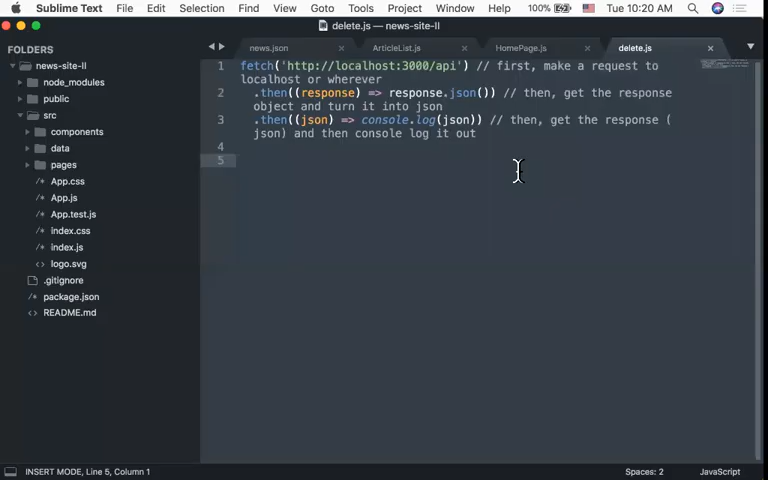 Sublime Text File Edit Selection Find View Goto Tools Project Window Help 100% Tue 10:20 AM
delete.js — news-site-II
FOLDERS
news-site-II
node_modules
public
src
components
data
pages
App.css
App.js
App.test.js
index.css
index.js
logo.svg
.gitignore
package.json
README.md
news.json ArticleList.js HomePage.js delete.js
1 fetch('http://localhost:3000/api') // first, make a request to
localhost or wherever
2 .then((response) => response.json()) // then, get the response
object and turn it into json
3 .then((json) => console.log(json)) // then, get the response (
json) and then console log it out
4
5
INSERT MODE, Line 5, Column 1 Spaces: 2 JavaScript